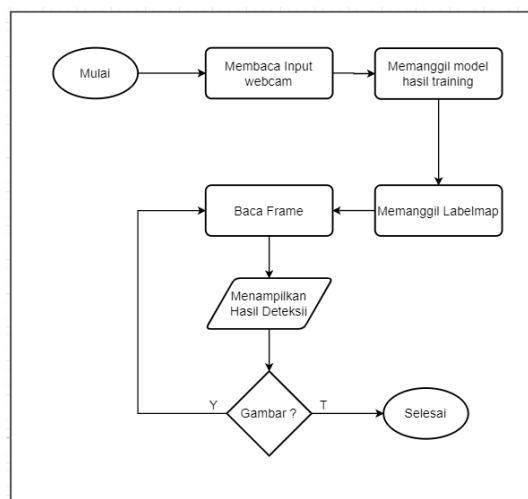 Mulai
Membaca Input
webcam
Memanggil model
hasil training
Memanggil Labelmap
Baca Frame
Menampilkan
Hasil Deteksii
Gambar ?
Y
T
Selesai